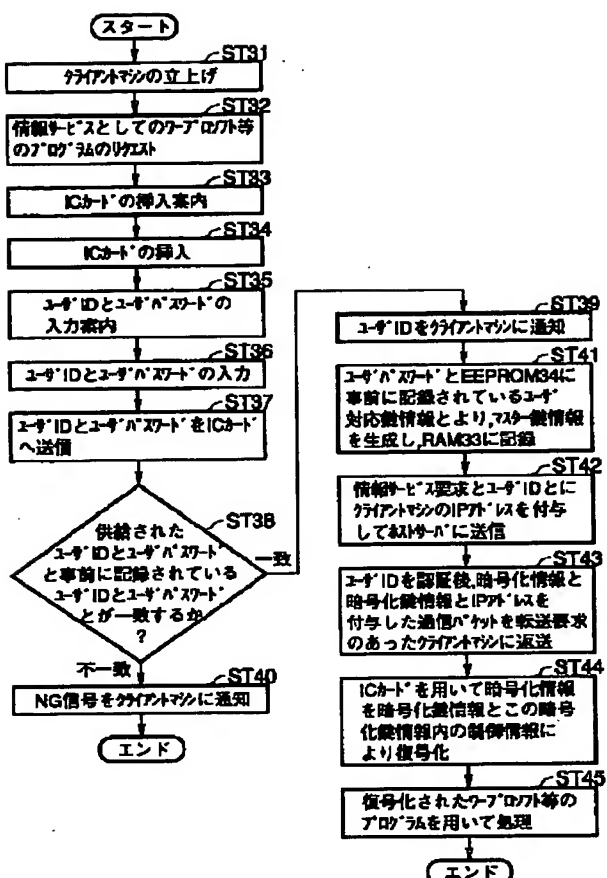 スタート
ST31
クライアントマシンの立上げ
ST32
情報サービスとしてのワープロソフト等
のプログラムのリクエスト
ST33
ICカードの挿入案内
ST34
ICカードの挿入
ST35
ユーザIDとユーザパスワードの
入力案内
ST36
ユーザIDとユーザパスワードの入力
ST37
ユーザIDとユーザパスワードをICカード
へ送信
ST38
供給された
ユーザIDとユーザパスワード
と事前に記録されている
ユーザIDとユーザパスワード
とが一致するか
?
一致
不一致
ST40
NG信号をクライアントマシンに通知
エンド
ST39
ユーザIDをクライアントマシンに通知
ST41
ユーザパスワードとEEPROM34に
事前に記録されているユーザ
対応鍵情報とより,マスター鍵情報
を生成し,RAM33に記録
ST42
情報サービス要求とユーザIDとに
クライアントマシンのIPアドレスを付与
してホストサーバに送信
ST43
ユーザIDを認証後,暗号化情報と
暗号化鍵情報とIPアドレスを
付与した通信パケットを転送要求
のあったクライアントマシンに返送
ST44
ICカードを用いて暗号化情報
を暗号化鍵情報とこの暗号
化鍵情報内の制御情報に
より復号化
ST45
復号化されたワープロソフト等の
プログラムを用いて処理
エンド